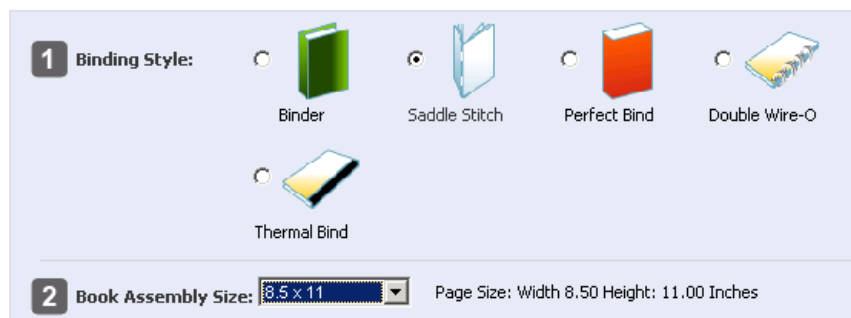 1 Binding Style:
Binder Saddle Stitch Perfect Bind Double Wire-O
Thermal Bind
2 Book Assembly Size: 8.5 x 11 Page Size: Width 8.50 Height: 11.00 Inches